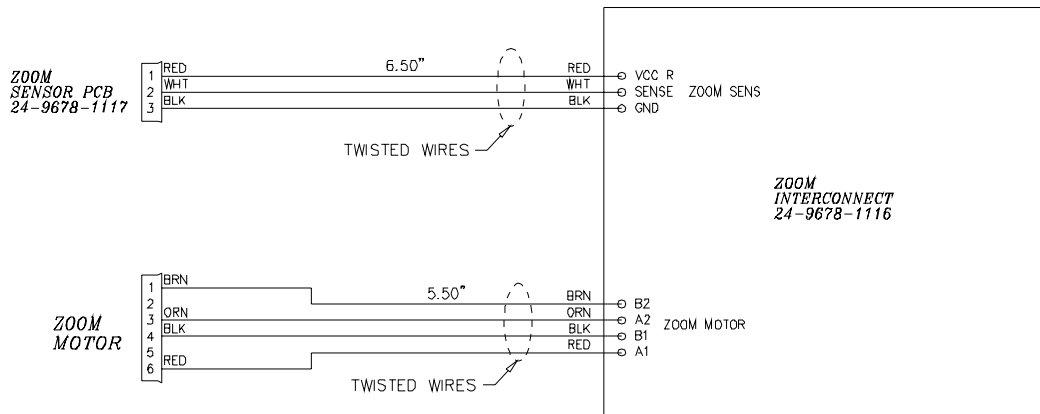 ZOOM
SENSOR PCB
24-9678-1117
1
2
3
RED
WHT
BLK
6.50"
RED
WHT
BLK
VCC R
SENSE ZOOM SENS
GND
TWISTED WIRES
ZOOM
INTERCONNECT
24-9678-1116
ZOOM
MOTOR
1
2
3
4
5
6
BRN
ORN
BLK
RED
5.50"
BRN
ORN
BLK
RED
B2
A2
B1
A1
ZOOM MOTOR
TWISTED WIRES